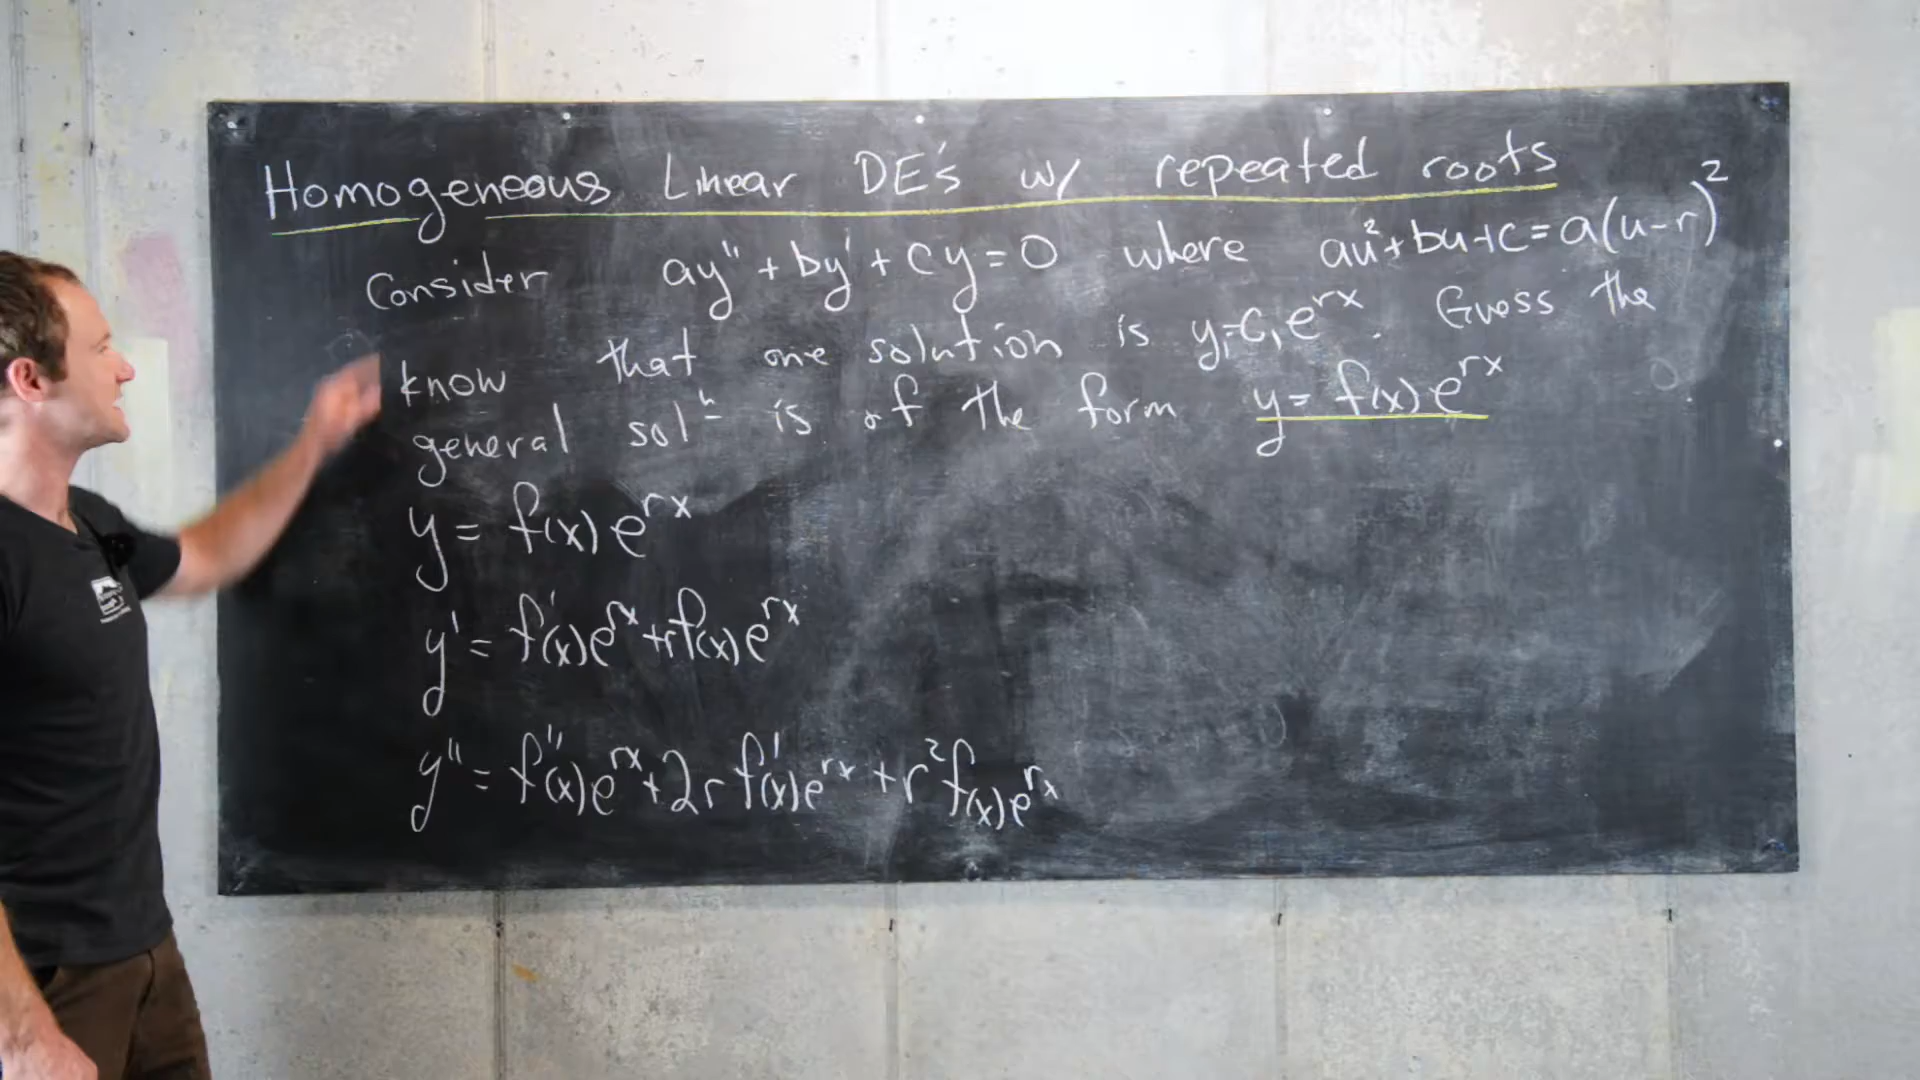 Homogeneous Linear DE's w/ repeated roots
Consider ay'' + by' + cy = 0 where au² + bu + c = a(u-r)²
know that one solution is y₁ = C₁e^{rx}. Guess the
general solⁿ is of the form y = f(x) e^{rx}
y = f(x) e^{rx}
y' = f'(x)e^{rx} + rf(x)e^{rx}
y'' = f''(x)e^{rx} + 2r f'(x)e^{rx} + r²f(x)e^{rx}